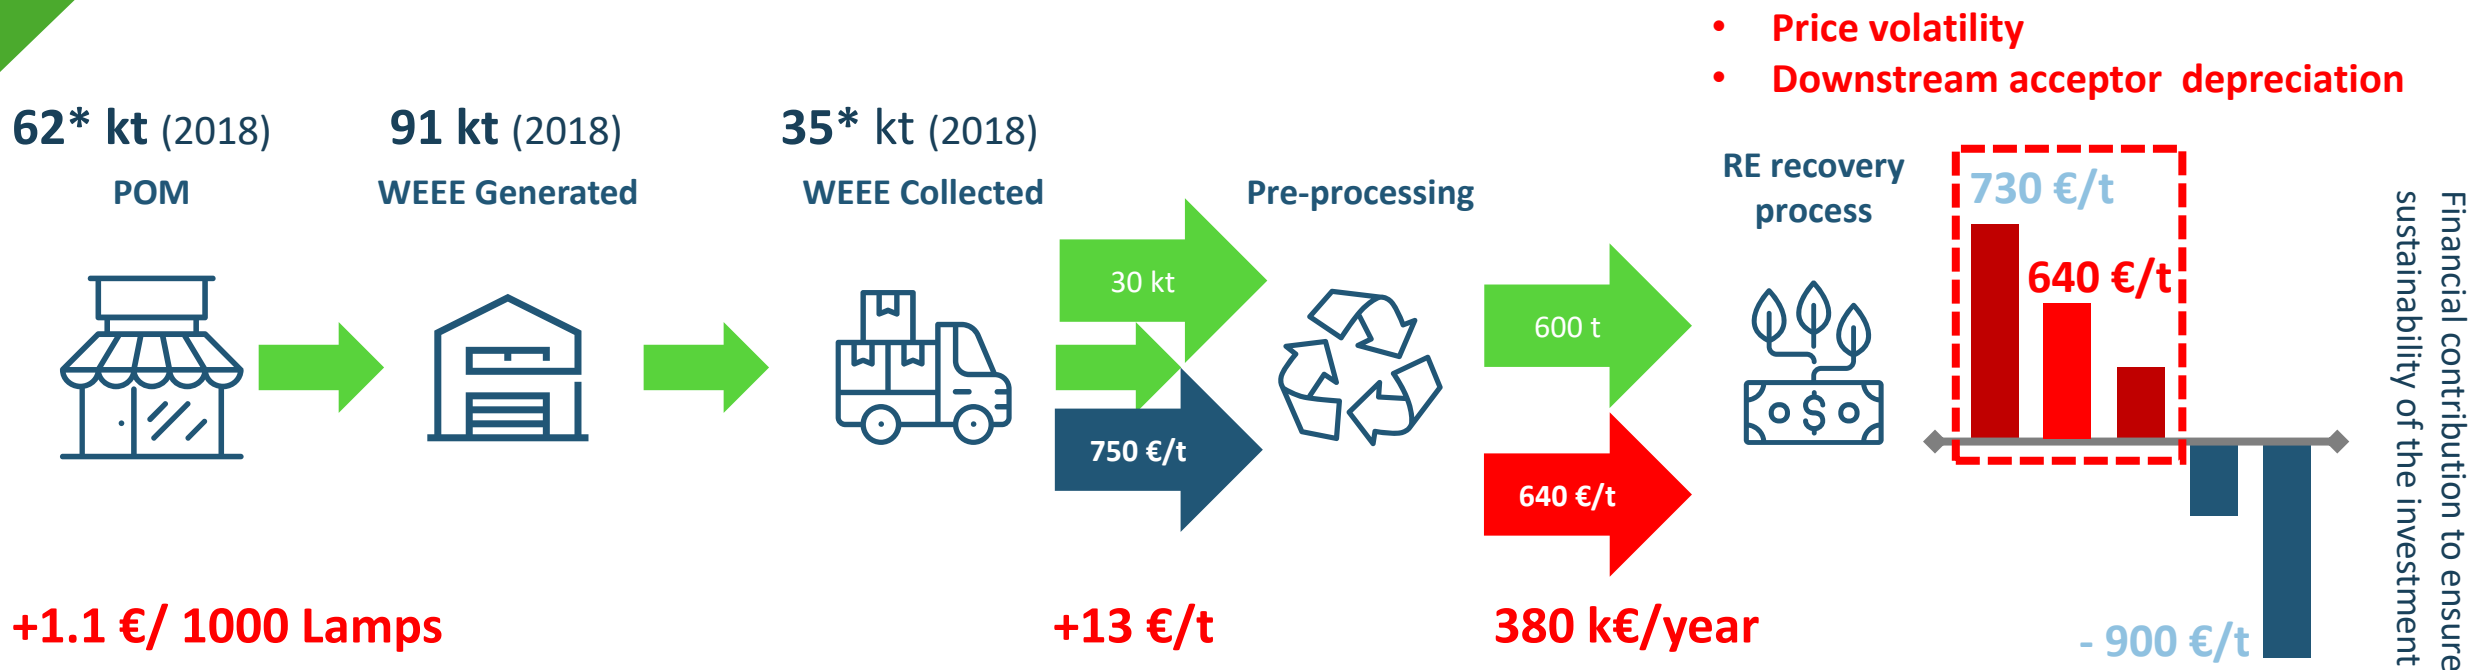 • Price volatility
• Downstream acceptor depreciation
62* kt (2018)
91 kt (2018)
35* kt (2018)
POM
WEEE Generated
WEEE Collected
Pre-processing
RE recovery
process
30 kt
750 €/t
600 t
640 €/t
730 €/t
640 €/t
- 900 €/t
Financial contribution to ensure
sustainability of the investment
+1.1 €/ 1000 Lamps
+13 €/t
380 k€/year